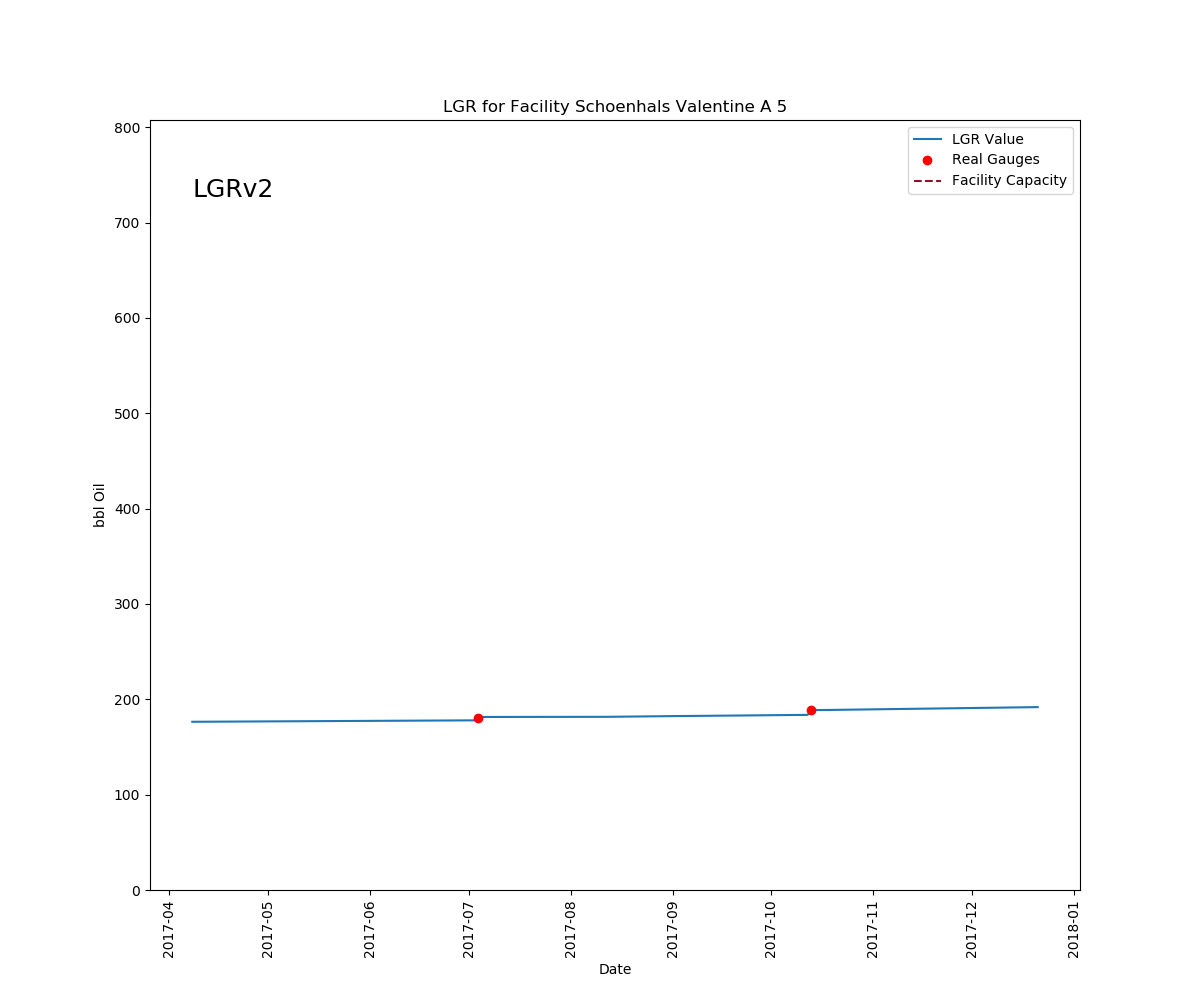 LGR for Facility Schoenhals Valentine A 5
LGRv2
LGR Value
Real Gauges
Facility Capacity
800
700
600
500
400
300
200
100
0
bbl Oil
2017-04
2017-05
2017-06
2017-07
2017-08
2017-09
2017-10
2017-11
2017-12
2018-01
Date